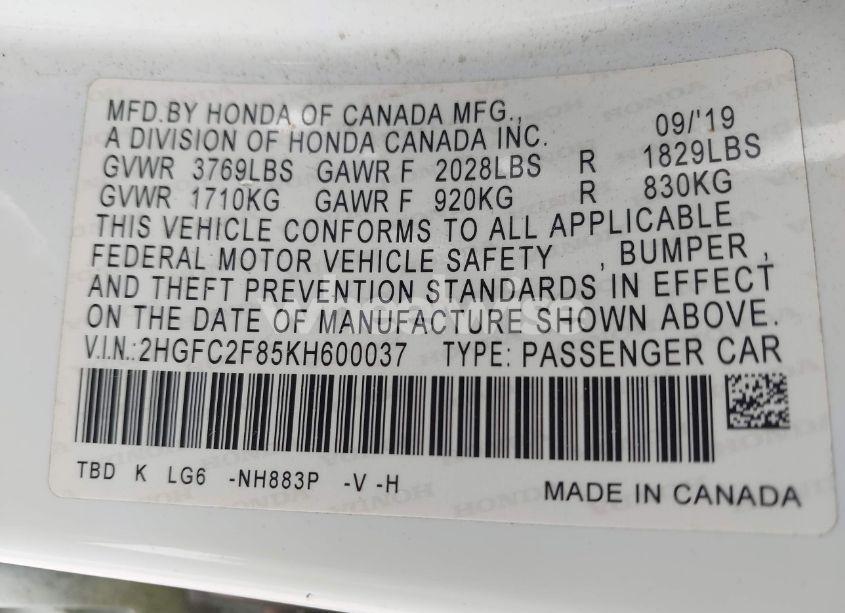 MFD.BY HONDA OF CANADA MFG.,
A DIVISION OF HONDA CANADA INC. 09/'19
GVWR 3769LBS GAWR F 2028LBS R 1829LBS
GVWR 1710KG GAWR F 920KG R 830KG
THIS VEHICLE CONFORMS TO ALL APPLICABLE
FEDERAL MOTOR VEHICLE SAFETY , BUMPER ,
AND THEFT PREVENTION STANDARDS IN EFFECT
ON THE DATE OF MANUFACTURE SHOWN ABOVE.
V.I.N.:2HGFC2F85KH600037 TYPE: PASSENGER CAR
TBD K LG6 -NH883P -V -H
MADE IN CANADA